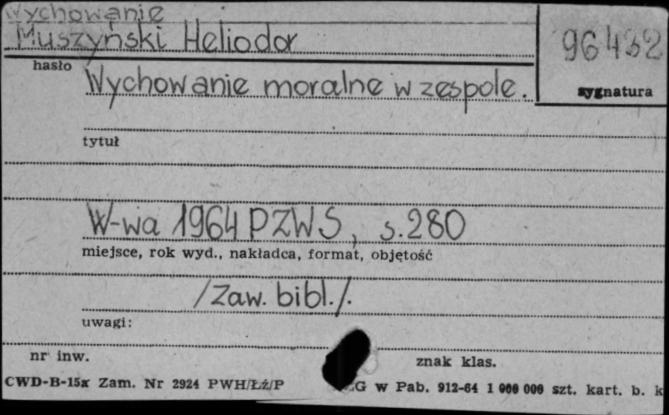 Wychowanie
Muszyński Heliodor
96432
hasło
sygnatura
Wychowanie moralne w zespole.
tytuł
W-wa 1964 PZWS, s.280
miejsce, rok wyd., nakładca, format, objętość
/Zaw. bibl./.
uwagi:
nr inw.
znak klas.
CWD-B-15x Zam. Nr 2924 PWH/Łź/P G w Pab. 912-64 1 000 000 szt. kart. b. k